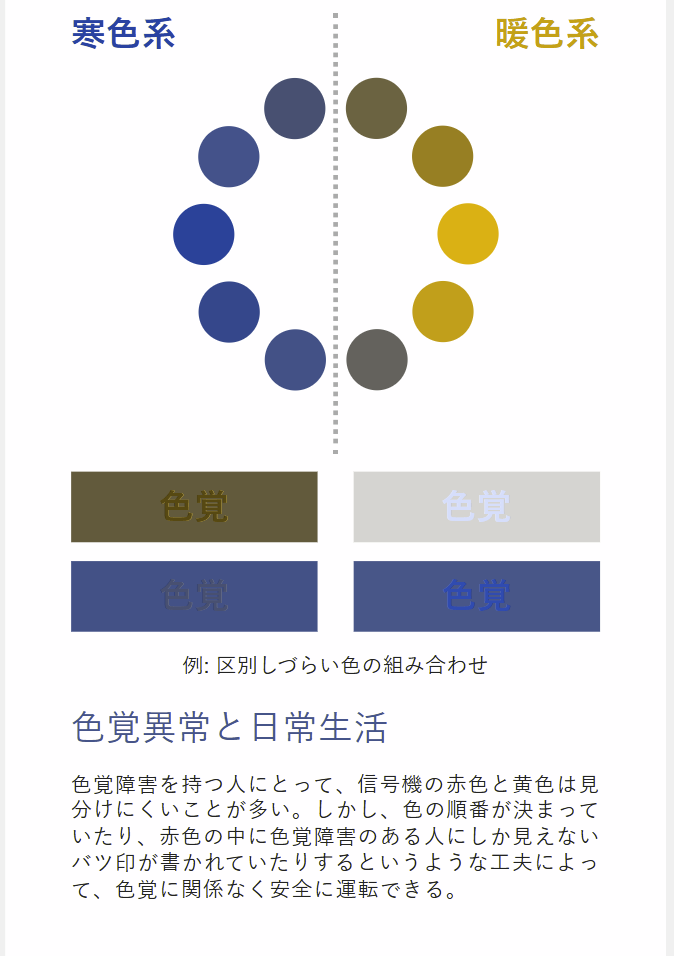 寒色系
暖色系
色覚
色覚
色覚
色覚
例: 区別しづらい色の組み合わせ
色覚異常と日常生活
色覚障害を持つ人にとって、信号機の赤色と黄色は見
分けにくいことが多い。しかし、色の順番が決まって
いたり、赤色の中に色覚障害のある人にしか見えない
バツ印が書かれていたりするというような工夫によっ
て、色覚に関係なく安全に運転できる。